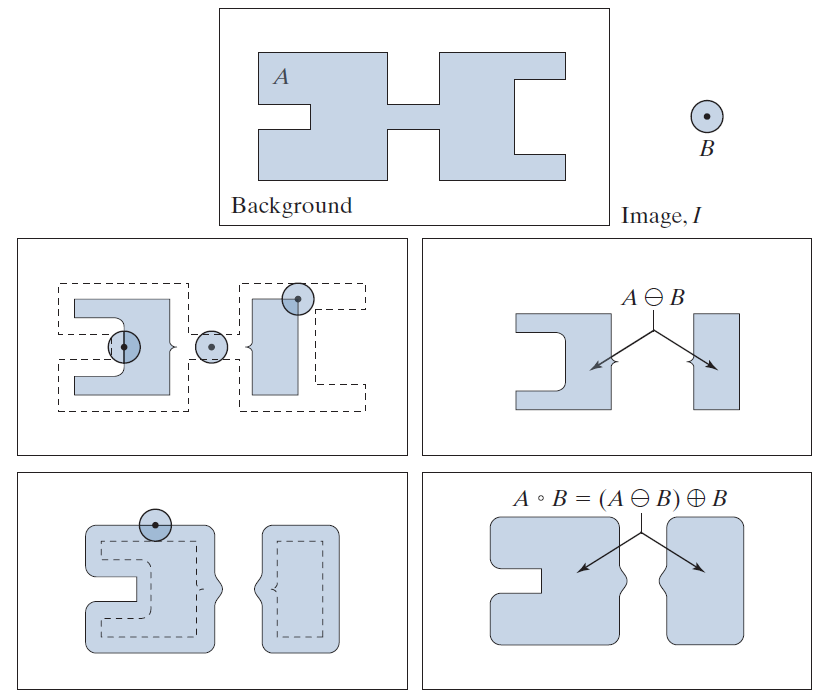 A
B
Background
Image, I
A ⊖ B
A ∘ B = (A ⊖ B) ⊕ B